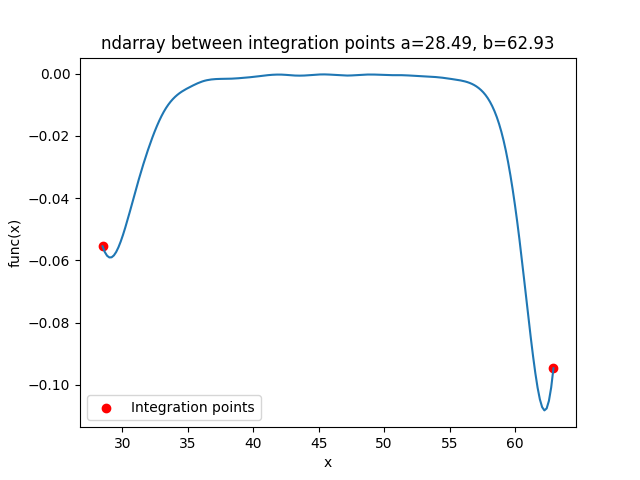 ndarray between integration points a=28.49, b=62.93
0.00
−0.02
−0.04
−0.06
−0.08
−0.10
func(x)
Integration points
30 35 40 45 50 55 60
x